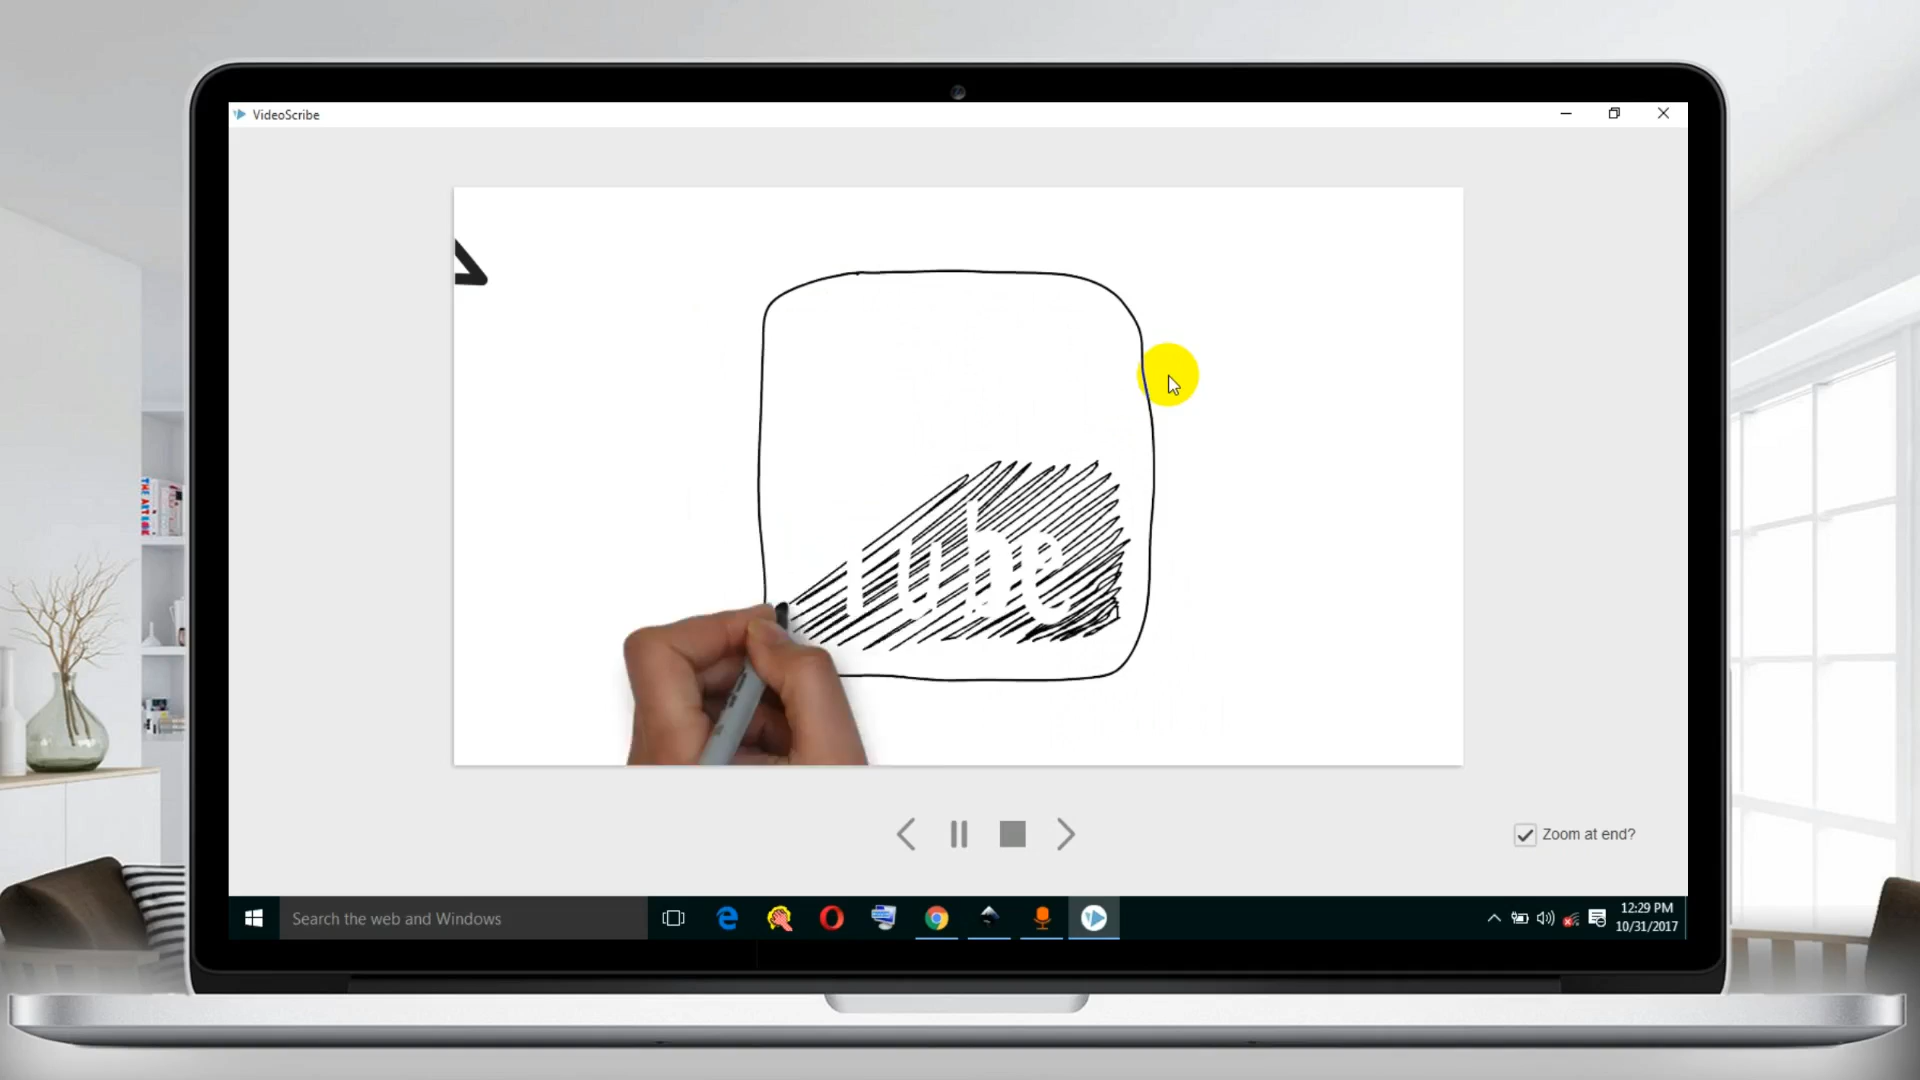 VideoScribe
Tube
Zoom at end?
Search the web and Windows
12:29 PM
10/31/2017